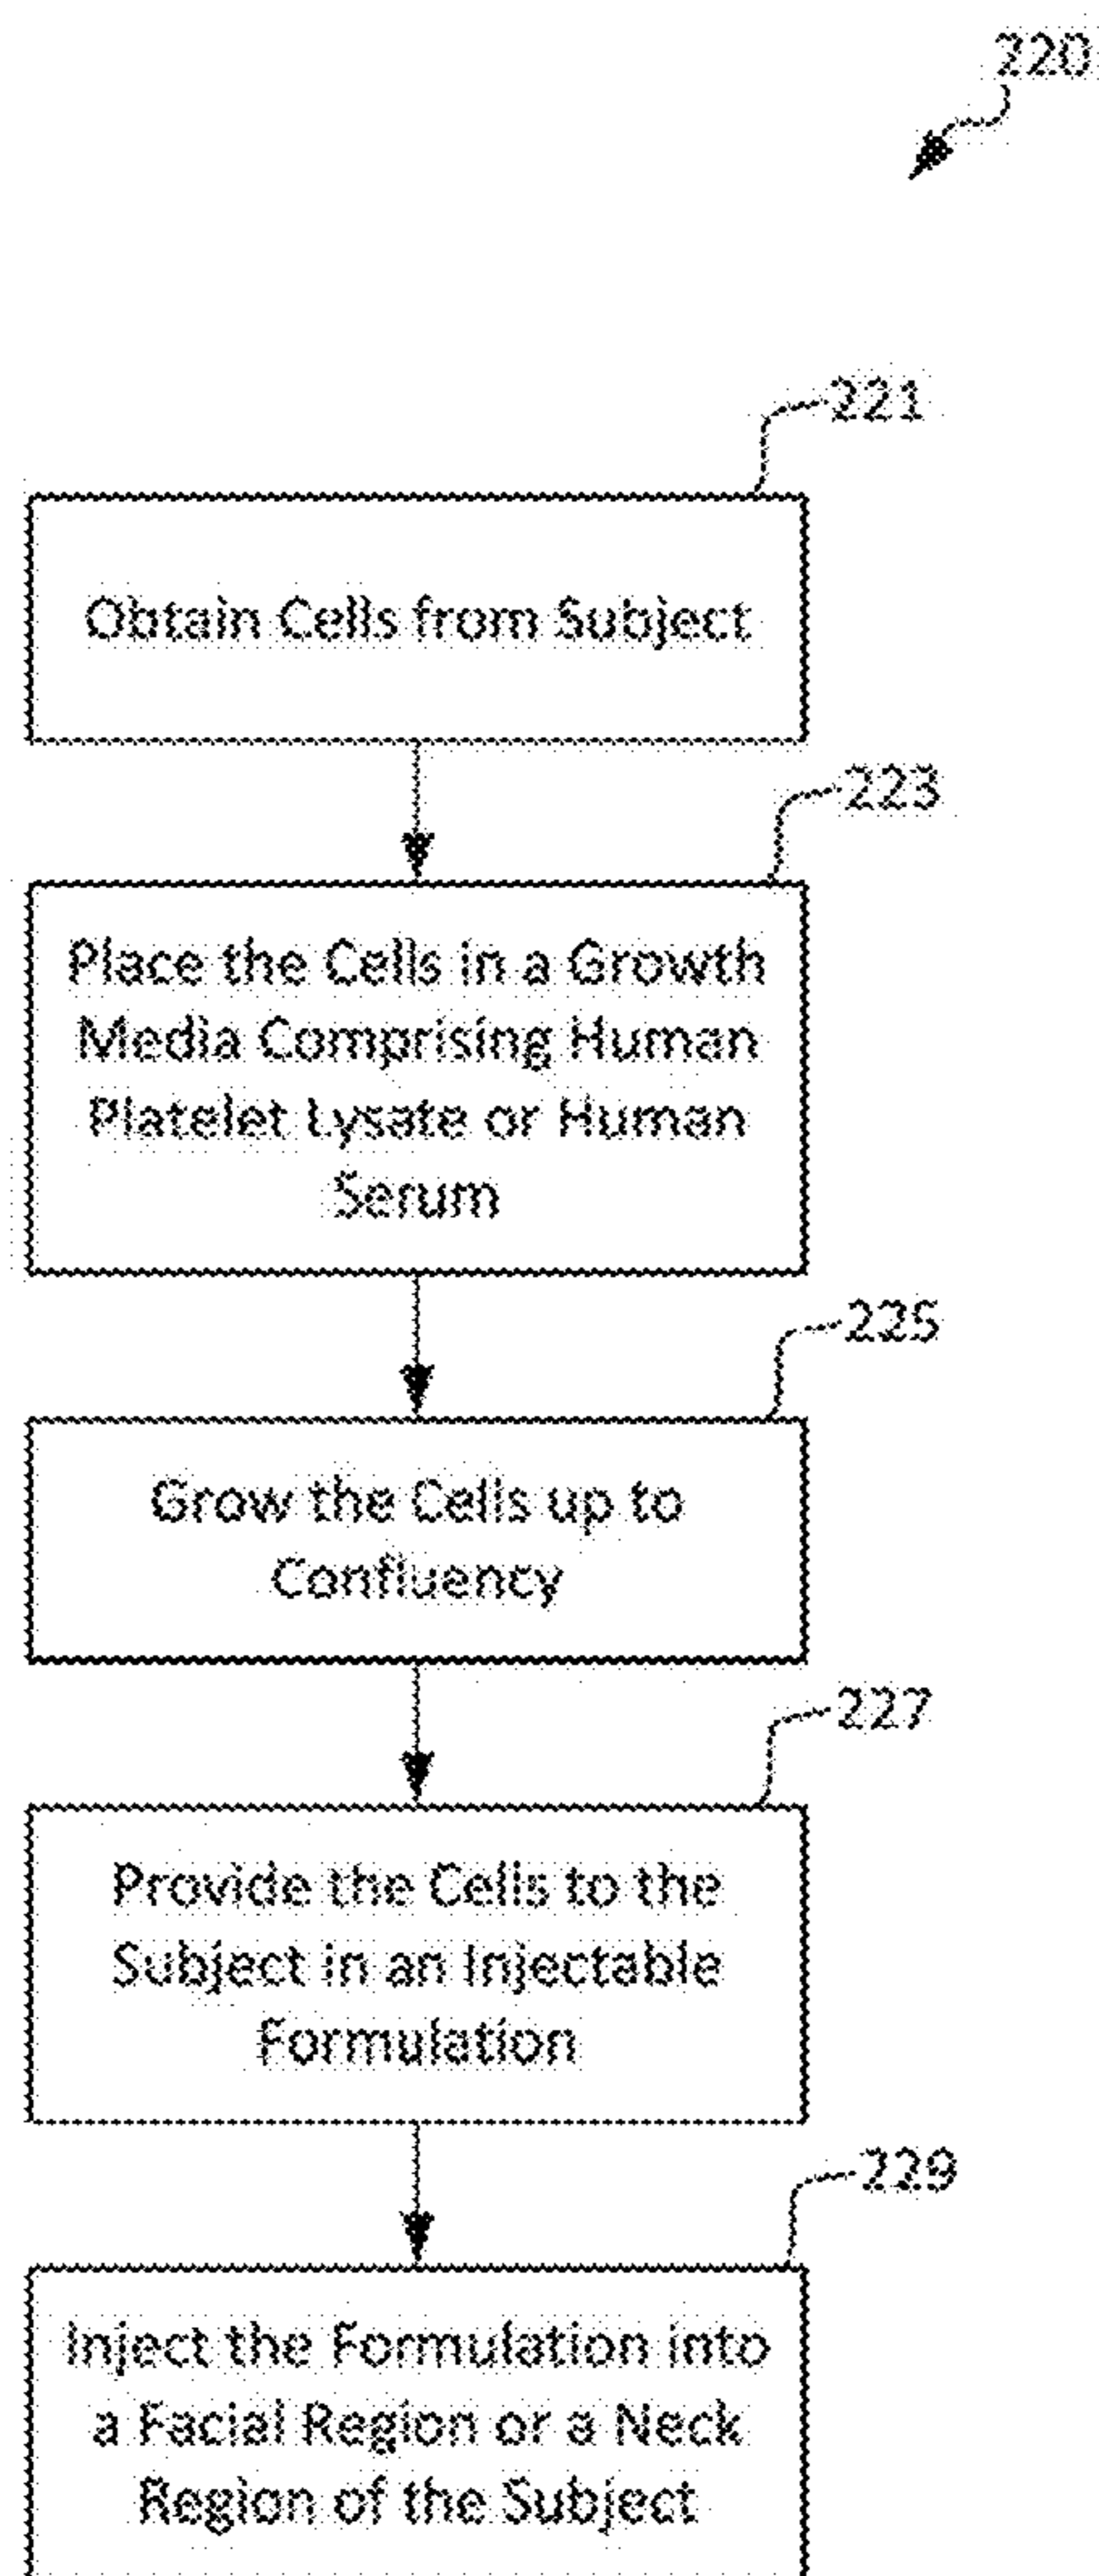 220
221
Obtain Cells from Subject
223
Place the Cells in a Growth
Media Comprising Human
Platelet Lysate or Human
Serum
225
Grow the Cells up to
Confluency
227
Provide the Cells to the
Subject in an Injectable
Formulation
229
Inject the Formulation into
a Facial Region or a Neck
Region of the Subject